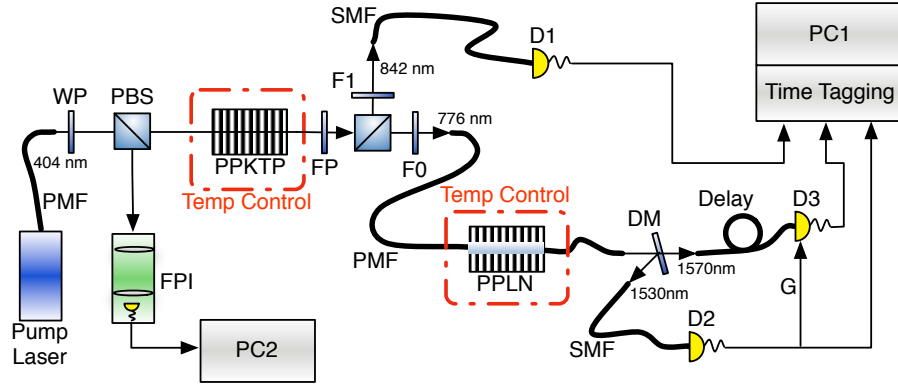 SMF
D1
PC1
Time Tagging
842 nm
F1
WP
PBS
404 nm
PPKTP
FP
776 nm
F0
Temp Control
PMF
Temp Control
Delay
D3
DM
PMF
PPLN
1570nm
1530nm
G
FPI
Pump
Laser
PC2
SMF
D2